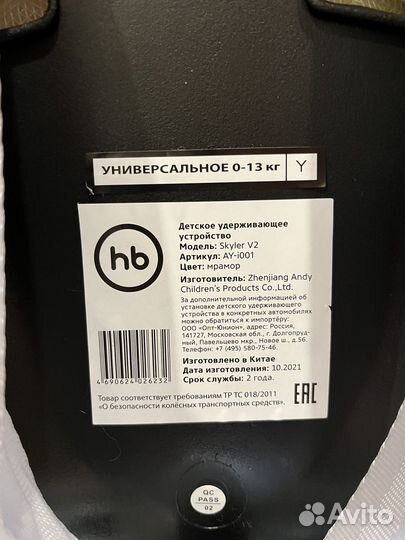 УНИВЕРСАЛЬНОЕ 0-13 кг Y
hb
Детское удерживающее
устройство
Модель: Skyler V2
Артикул: AY-i001
Цвет: мрамор
Изготовитель: Zhenjiang Andy
Children's Products Co.,Ltd.
За дополнительной информацией об
установке детского удерживающего
устройства в конкретных автомобилях
можно обратиться к импортёру:
ООО «Опт-Юнион», адрес: Россия,
141727, Московская обл., г. Долгопруд-
ный, Павельцево мкр., Новое ш., д.56.
Телефон: +7 (495) 580-75-46.
Изготовлено в Китае
Дата изготовления: 10.2021
Срок службы: 2 года.
4 690624 026232
EAC
Товар соответствует требованиям ТР ТС 018/2011
«О безопасности колёсных транспортных средств».
QC
PASS
02
Avito